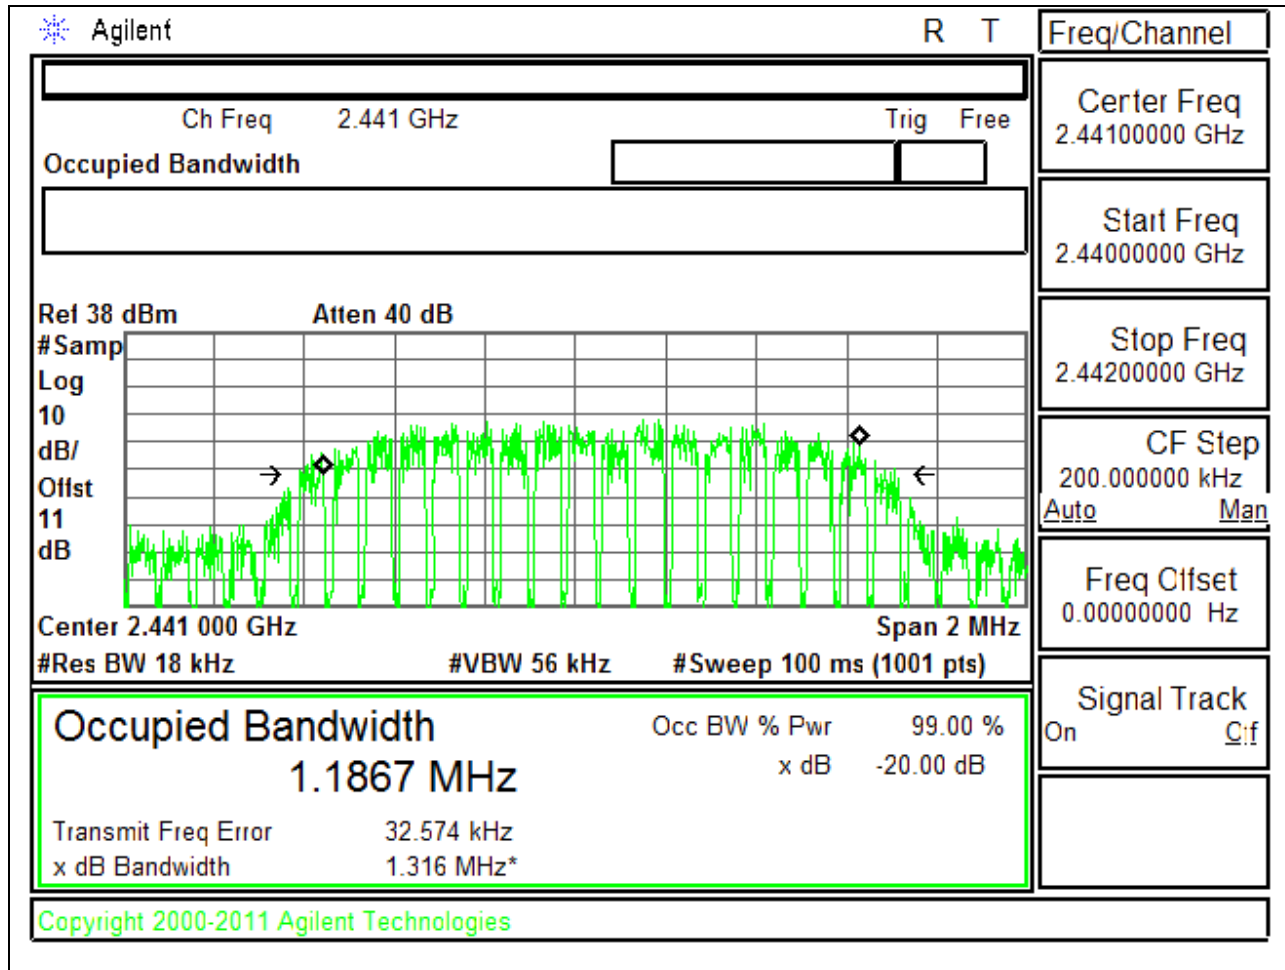 Agilent R T
Freq/Channel
Ch Freq 2.441 GHz Trig Free
Occupied Bandwidth
Center Freq
2.44100000 GHz
Start Freq
2.44000000 GHz
Stop Freq
2.44200000 GHz
CF Step
200.000000 kHz
Auto Man
Freq Offset
0.00000000 Hz
Signal Track
On Off
Ref 38 dBm Atten 40 dB
#Samp
Log
10
dB/
Offst
11
dB
Center 2.441 000 GHz Span 2 MHz
#Res BW 18 kHz #VBW 56 kHz #Sweep 100 ms (1001 pts)
Occupied Bandwidth
1.1867 MHz
Occ BW % Pwr 99.00 %
x dB -20.00 dB
Transmit Freq Error 32.574 kHz
x dB Bandwidth 1.316 MHz*
Copyright 2000-2011 Agilent Technologies